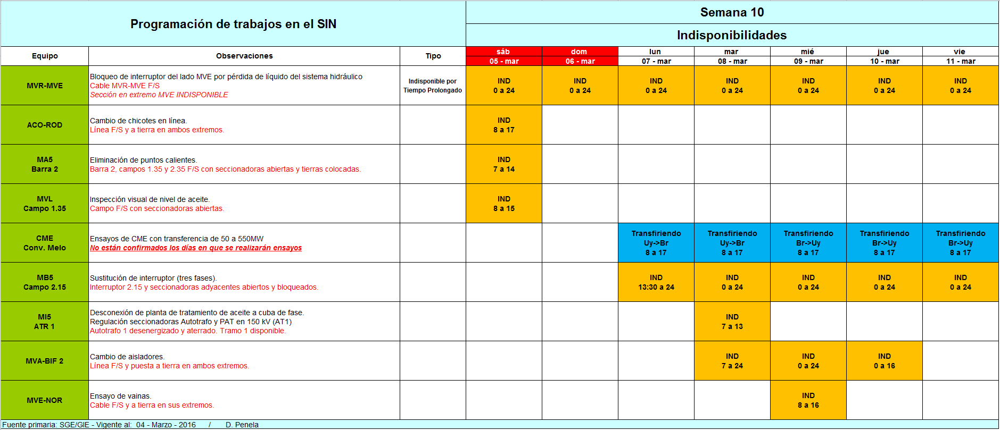 Programación de trabajos en el SIN
Semana 10
Indisponibilidades
Equipo
Observaciones
Tipo
sáb
dom
lun
mar
mié
jue
vie
05 - mar
06 - mar
07 - mar
08 - mar
09 - mar
10 - mar
11 - mar
MVR-MVE
Bloqueo de interruptor del lado MVE por pérdida de líquido del sistema hidráulico
Cable MVR-MVE F/S
Sección en extremo MVE INDISPONIBLE
Indisponible por
Tiempo Prolongado
IND
0 a 24
IND
0 a 24
IND
0 a 24
IND
0 a 24
IND
0 a 24
IND
0 a 24
IND
0 a 24
ACO-ROD
Cambio de chicotes en línea.
Línea F/S y a tierra en ambos extremos.
IND
8 a 17
MA5
Barra 2
Eliminación de puntos calientes.
Barra 2, campos 1.35 y 2.35 F/S con seccionadoras abiertas y tierras colocadas.
IND
7 a 14
MVL
Campo 1.35
Inspección visual de nivel de aceite.
Campo F/S con seccionadoras abiertas.
IND
8 a 15
CME
Conv. Melo
Ensayos de CME con transferencia de 50 a 550MW
No están confirmados los días en que se realizarán ensayos
Transfiriendo
Uy->Br
8 a 17
Transfiriendo
Uy->Br
8 a 17
Transfiriendo
Br->Uy
8 a 17
Transfiriendo
Br->Uy
8 a 17
Transfiriendo
Br->Uy
8 a 17
MB5
Campo 2.15
Sustitución de interruptor (tres fases).
Interruptor 2.15 y seccionadoras adyacentes abiertos y bloqueados.
IND
13:30 a 24
IND
0 a 24
IND
0 a 24
IND
0 a 24
IND
0 a 24
MI5
ATR 1
Desconexión de planta de tratamiento de aceite a cuba de fase.
Regulación seccionadoras Autotrafo y PAT en 150 kV (AT1)
Autotrafo 1 desenergizado y aterrado. Tramo 1 disponible.
IND
7 a 13
MVA-BIF 2
Cambio de aisladores.
Línea F/S y puesta a tierra en ambos extremos.
IND
7 a 24
IND
0 a 24
IND
0 a 16
MVE-NOR
Ensayo de vainas.
Cable F/S y a tierra en sus extremos.
IND
8 a 16
Fuente primaria: SGE/GIE - Vigente al: 04 - Marzo - 2016 / D. Penela